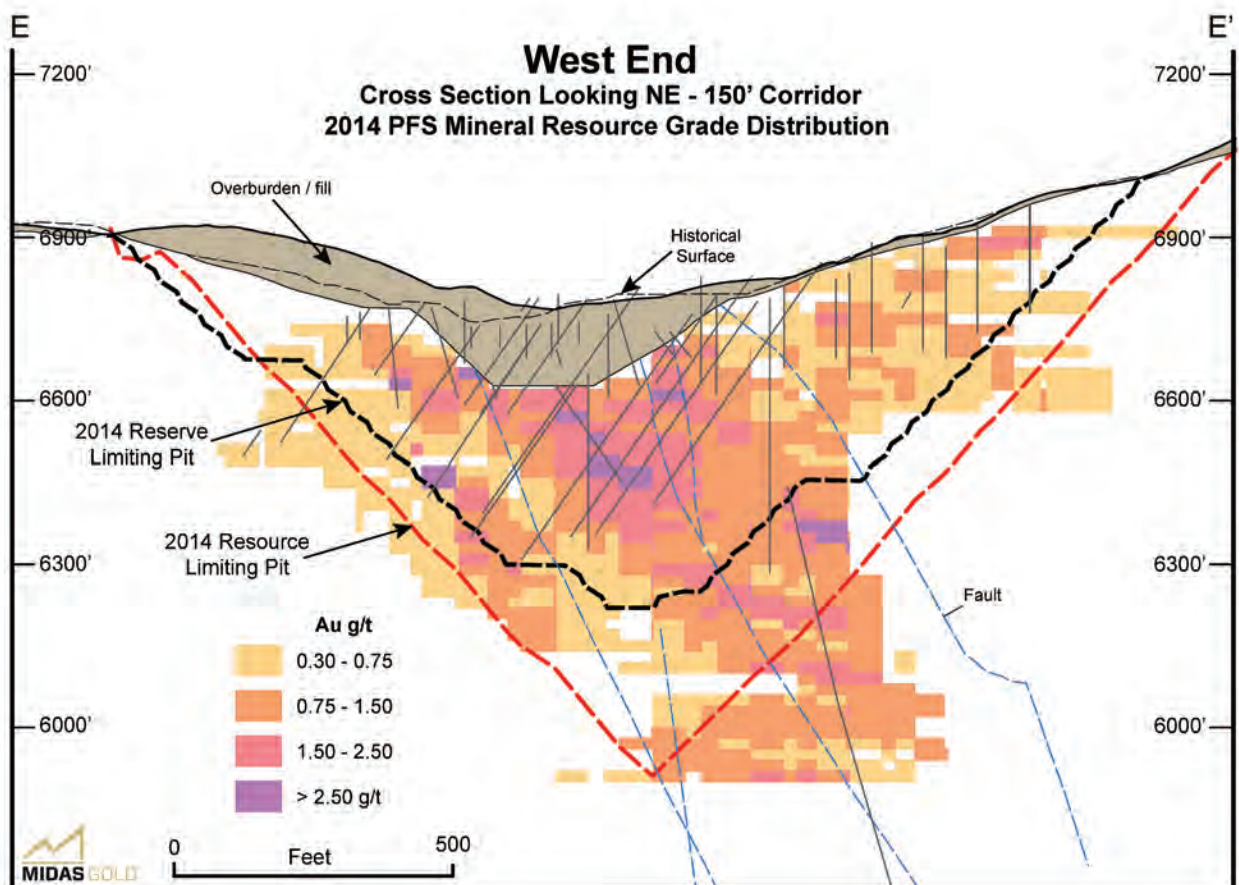 E
E'
West End
Cross Section Looking NE - 150' Corridor
2014 PFS Mineral Resource Grade Distribution
7200'
7200'
Overburden / fill
Historical
Surface
6900'
6900'
6600'
6600'
2014 Reserve
Limiting Pit
2014 Resource
Limiting Pit
6300'
6300'
Fault
Au g/t
0.30 - 0.75
0.75 - 1.50
1.50 - 2.50
> 2.50 g/t
6000'
6000'
0
500
Feet
MIDAS GOLD